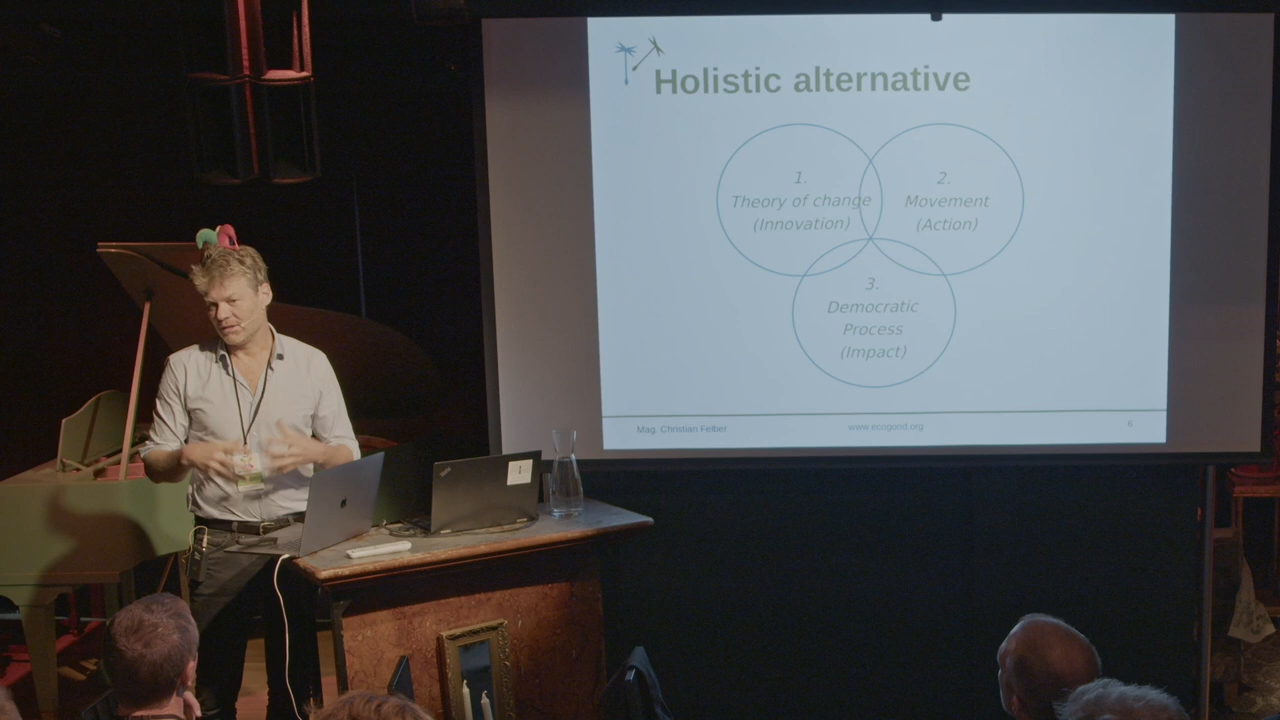 Holistic alternative
1.
Theory of change
(Innovation)
2.
Movement
(Action)
3.
Democratic
Process
(Impact)
Mag. Christian Felber
www.ecogood.org
6